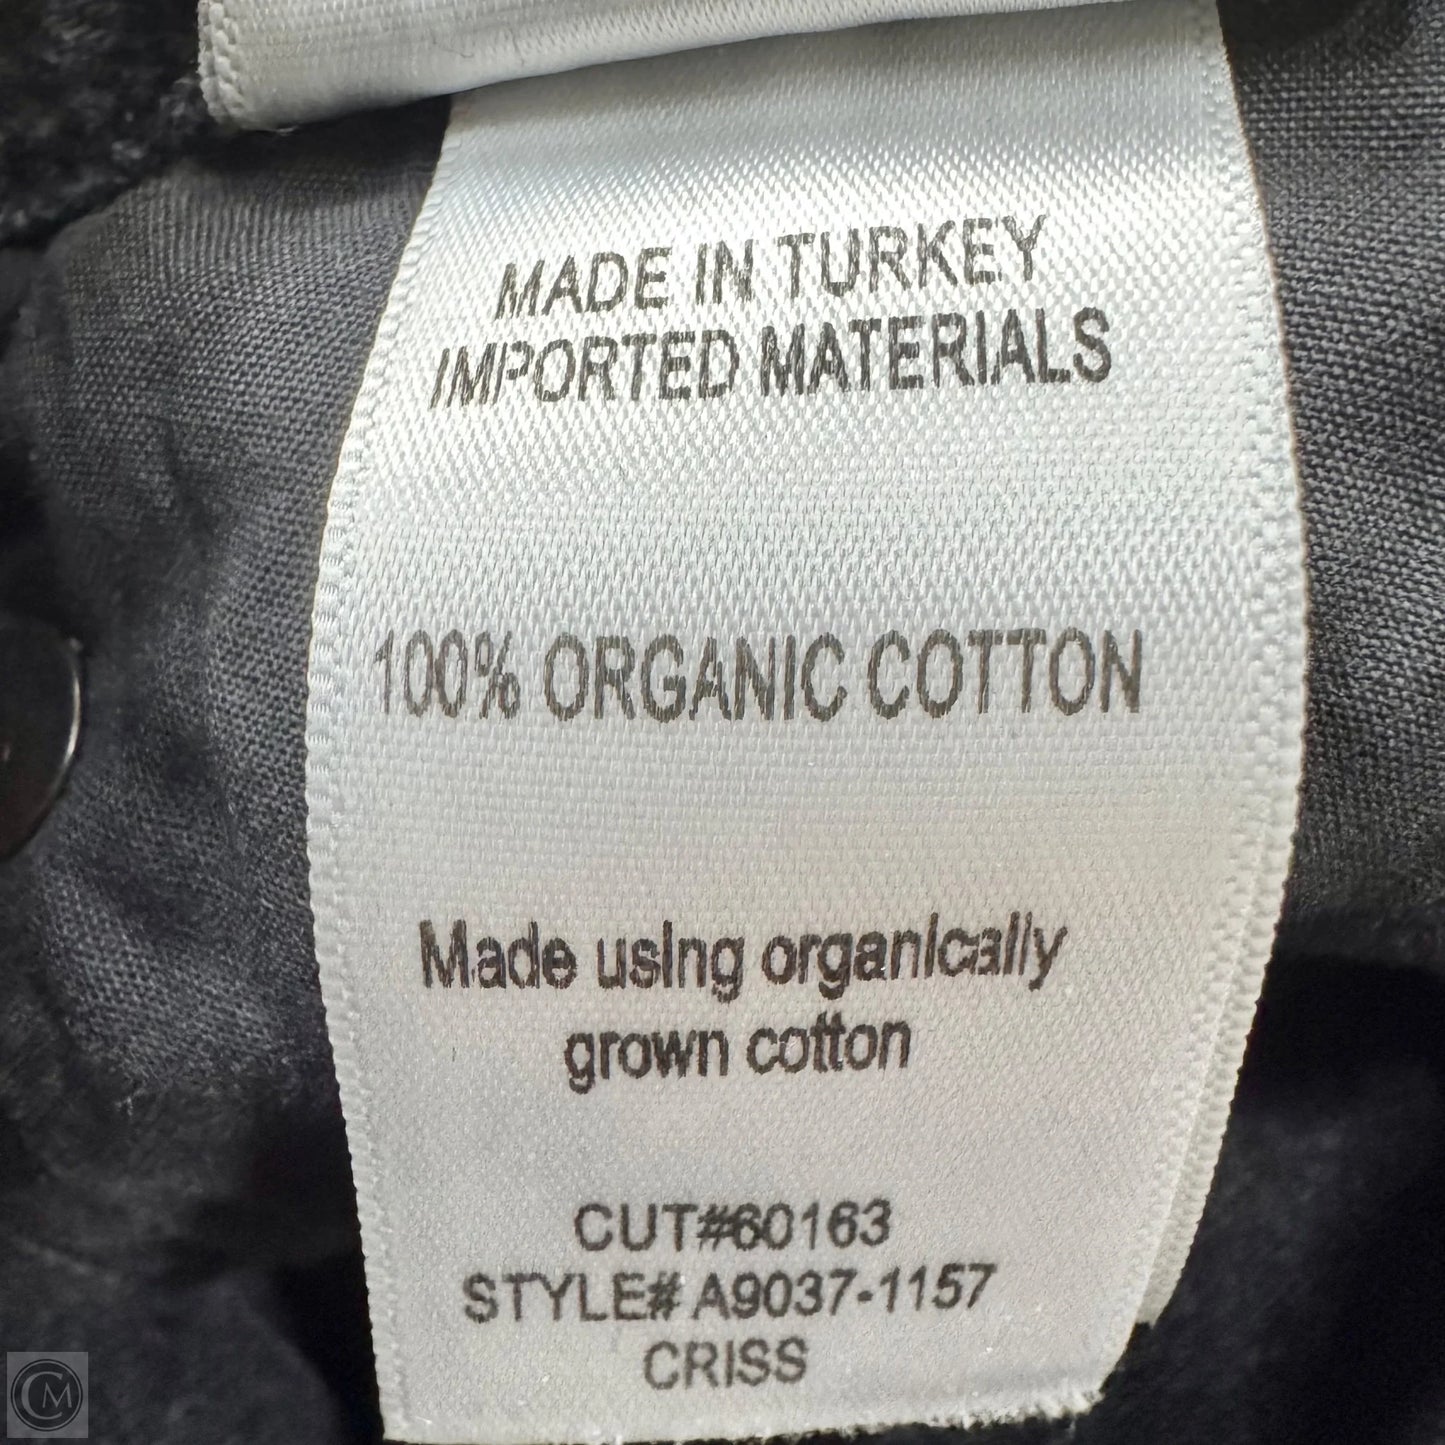 MADE IN TURKEY
IMPORTED MATERIALS
100% ORGANIC COTTON
Made using organically
grown cotton
CUT#60163
STYLE# A9037-1157
CRISS
CM